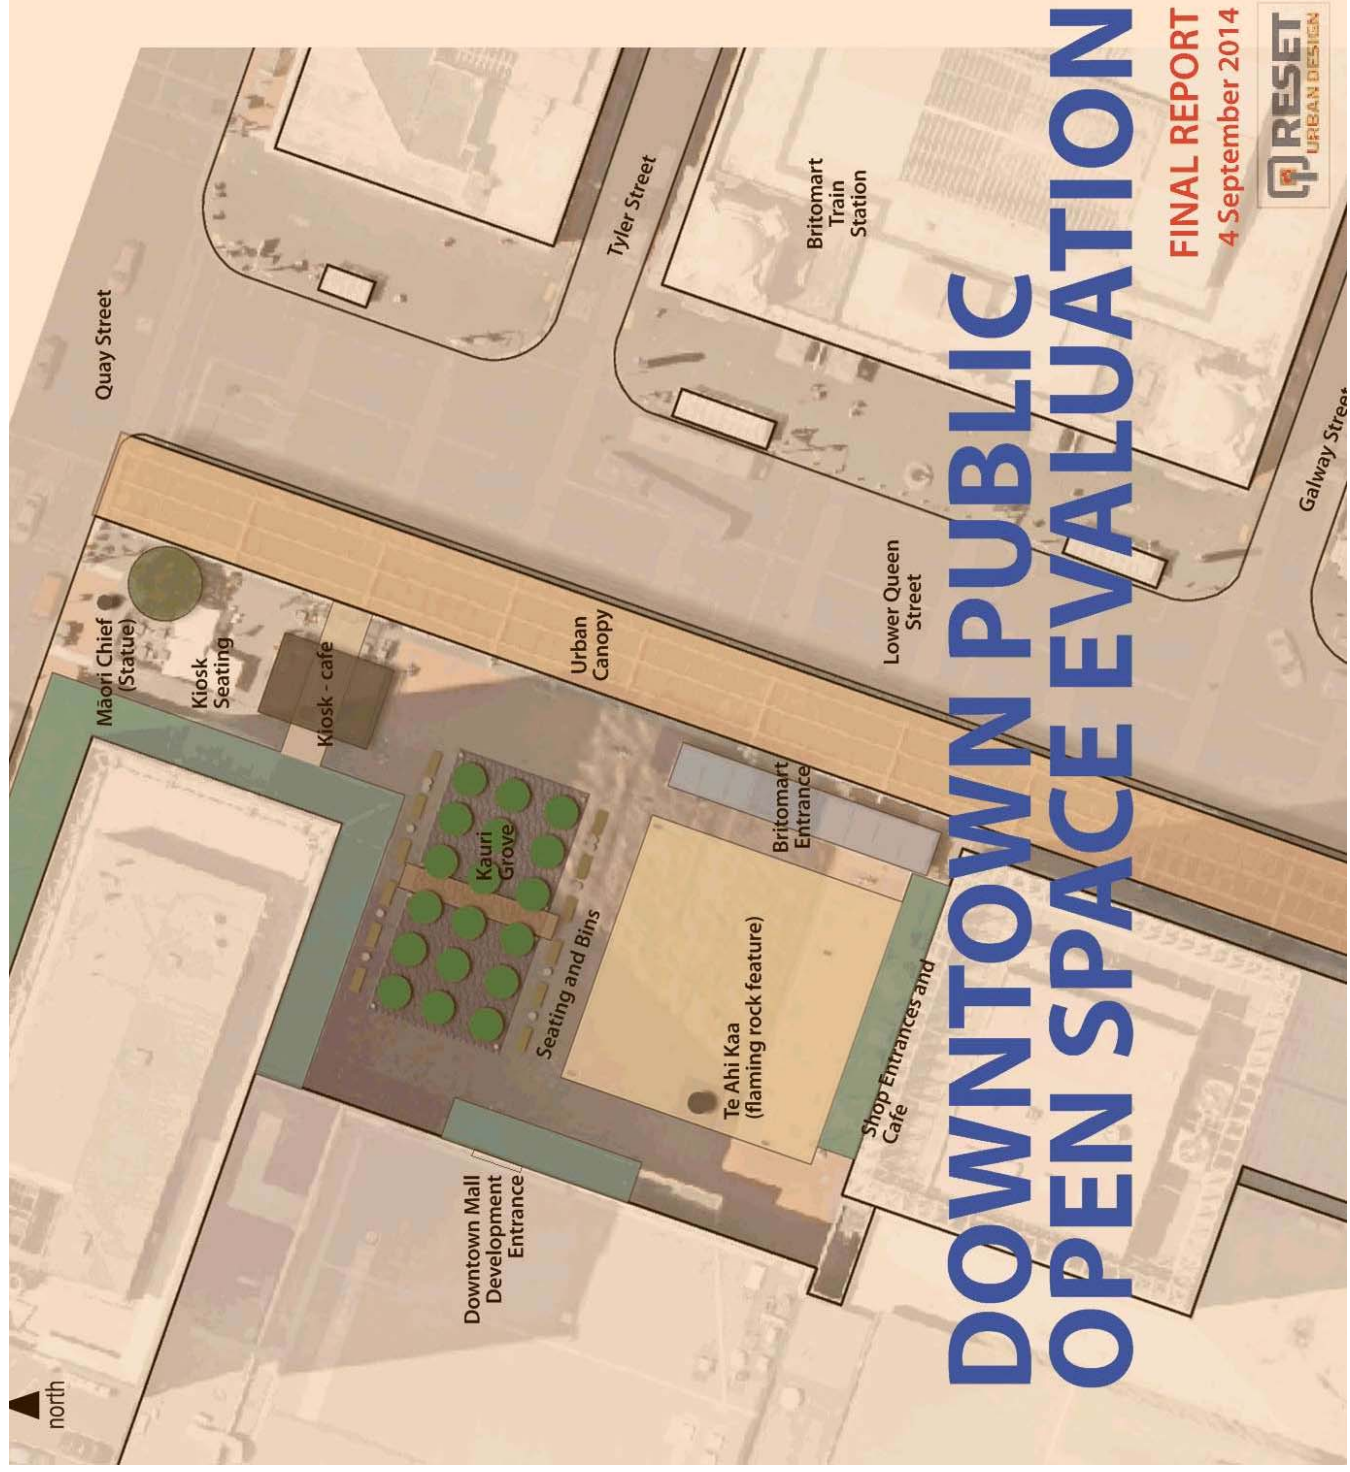 north
Quay Street
Māori Chief
(Statue)
Kiosk
Seating
Kiosk - cafe
Tyler Street
Britomart
Train
Station
Urban
Canopy
Kauri
Grove
Seating and Bins
Downtown Mall
Development
Entrance
Britomart
Entrance
Te Ahi Kaa
(flaming rock feature)
Lower Queen
Street
Shop Entrances and
Cafe
Galway Street
DOWNTOWN PUBLIC
OPEN SPACE EVALUATION
FINAL REPORT
4 September 2014
RESET
URBAN DESIGN